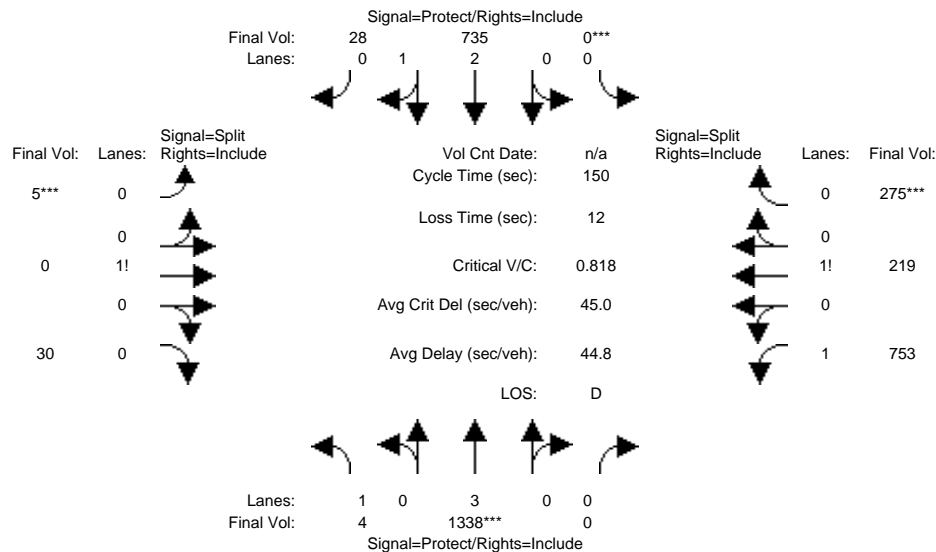 Signal=Protect/Rights=Include
Final Vol: 28 735 0***
Lanes: 0 1 2 0 0
Signal=Split Signal=Split
Final Vol: Lanes: Rights=Include Vol Cnt Date: n/a Rights=Include Lanes: Final Vol:
Cycle Time (sec): 150
5*** 0 0 275***
Loss Time (sec): 12
0 0
0 1! Critical V/C: 0.818 1! 219
0 Avg Crit Del (sec/veh): 45.0 0
30 0 Avg Delay (sec/veh): 44.8 1 753
LOS: D
Lanes: 1 0 3 0 0
Final Vol: 4 1338*** 0
Signal=Protect/Rights=Include